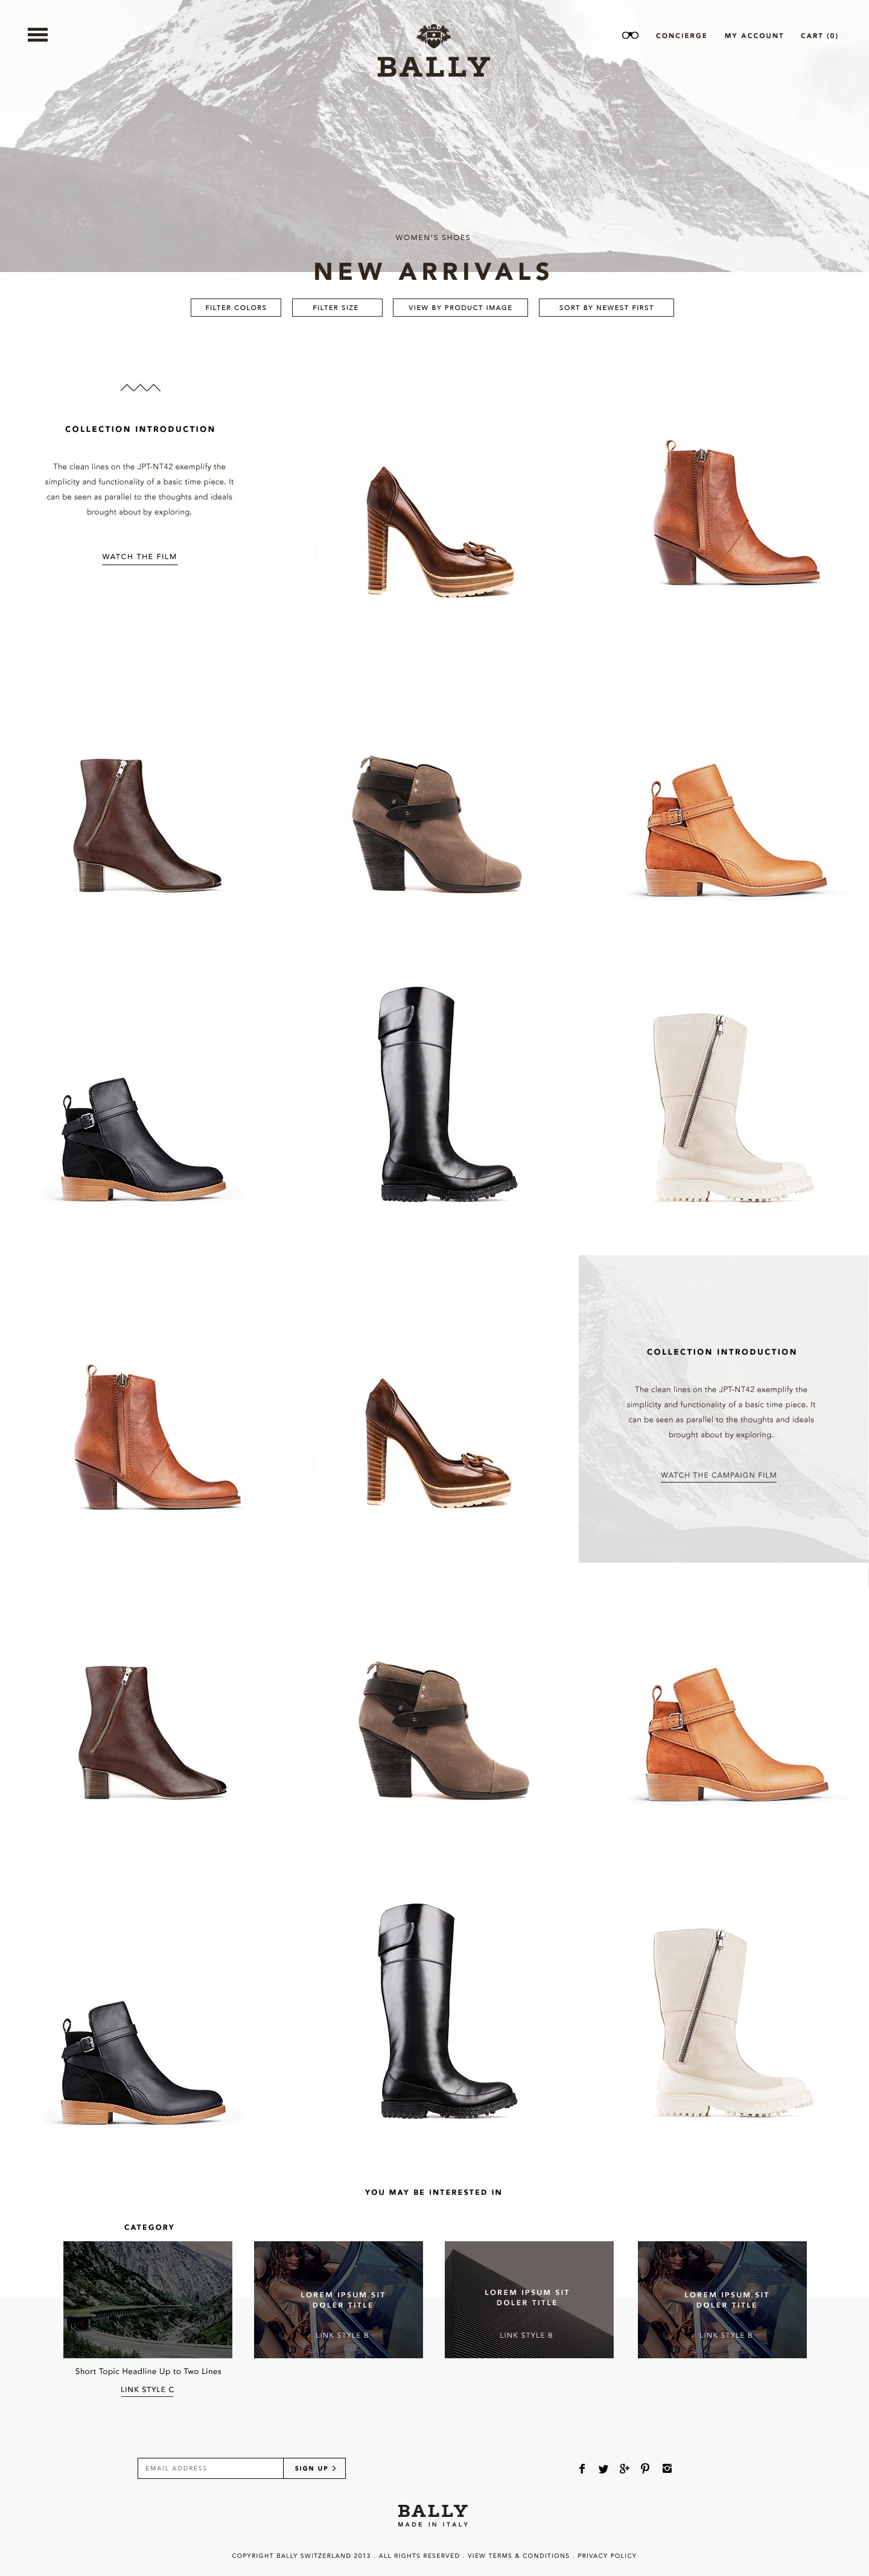 CONCIERGE
MY ACCOUNT
CART (0)
BALLY
WOMEN'S SHOES
NEW ARRIVALS
FILTER COLORS
FILTER SIZE
VIEW BY PRODUCT IMAGE
SORT BY NEWEST FIRST
COLLECTION INTRODUCTION
The clean lines on the JPT-NT42 exemplify the
simplicity and functionality of a basic time piece. It
can be seen as parallel to the thoughts and ideals
brought about by exploring.
WATCH THE FILM
COLLECTION INTRODUCTION
The clean lines on the JPT-NT42 exemplify the
simplicity and functionality of a basic time piece. It
can be seen as parallel to the thoughts and ideals
brought about by exploring.
WATCH THE CAMPAIGN FILM
YOU MAY BE INTERESTED IN
CATEGORY
Short Topic Headline Up to Two Lines
LINK STYLE C
LOREM IPSUM SIT
DOLER TITLE
LINK STYLE B
LOREM IPSUM SIT
DOLER TITLE
LINK STYLE B
LOREM IPSUM SIT
DOLER TITLE
LINK STYLE B
EMAIL ADDRESS
SIGN UP >
BALLY
MADE IN ITALY
COPYRIGHT BALLY SWITZERLAND 2013 . ALL RIGHTS RESERVED . VIEW TERMS & CONDITIONS . PRIVACY POLICY